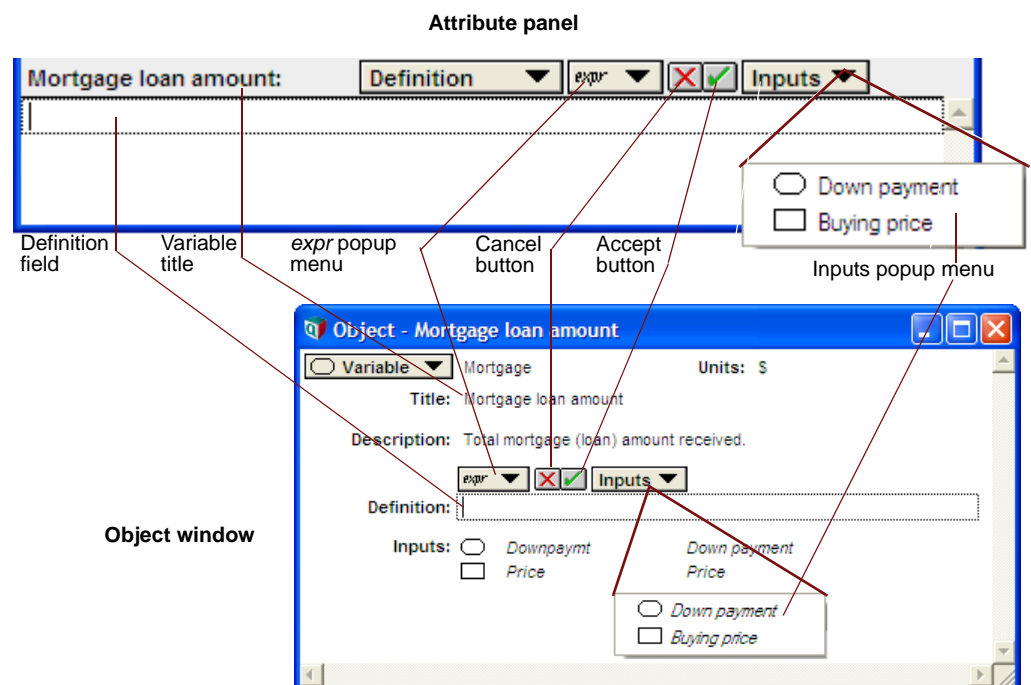 Attribute panel
Mortgage loan amount: Definition expr Inputs
Down payment
Buying price
Definition field
Variable title
expr popup menu
Cancel button
Accept button
Inputs popup menu
Object - Mortgage loan amount
Variable Mortgage Units: $
Title: Mortgage loan amount
Description: Total mortgage (loan) amount received.
expr Inputs
Definition:
Object window
Inputs: Downpaymt Down payment
Price Price
Down payment
Buying price